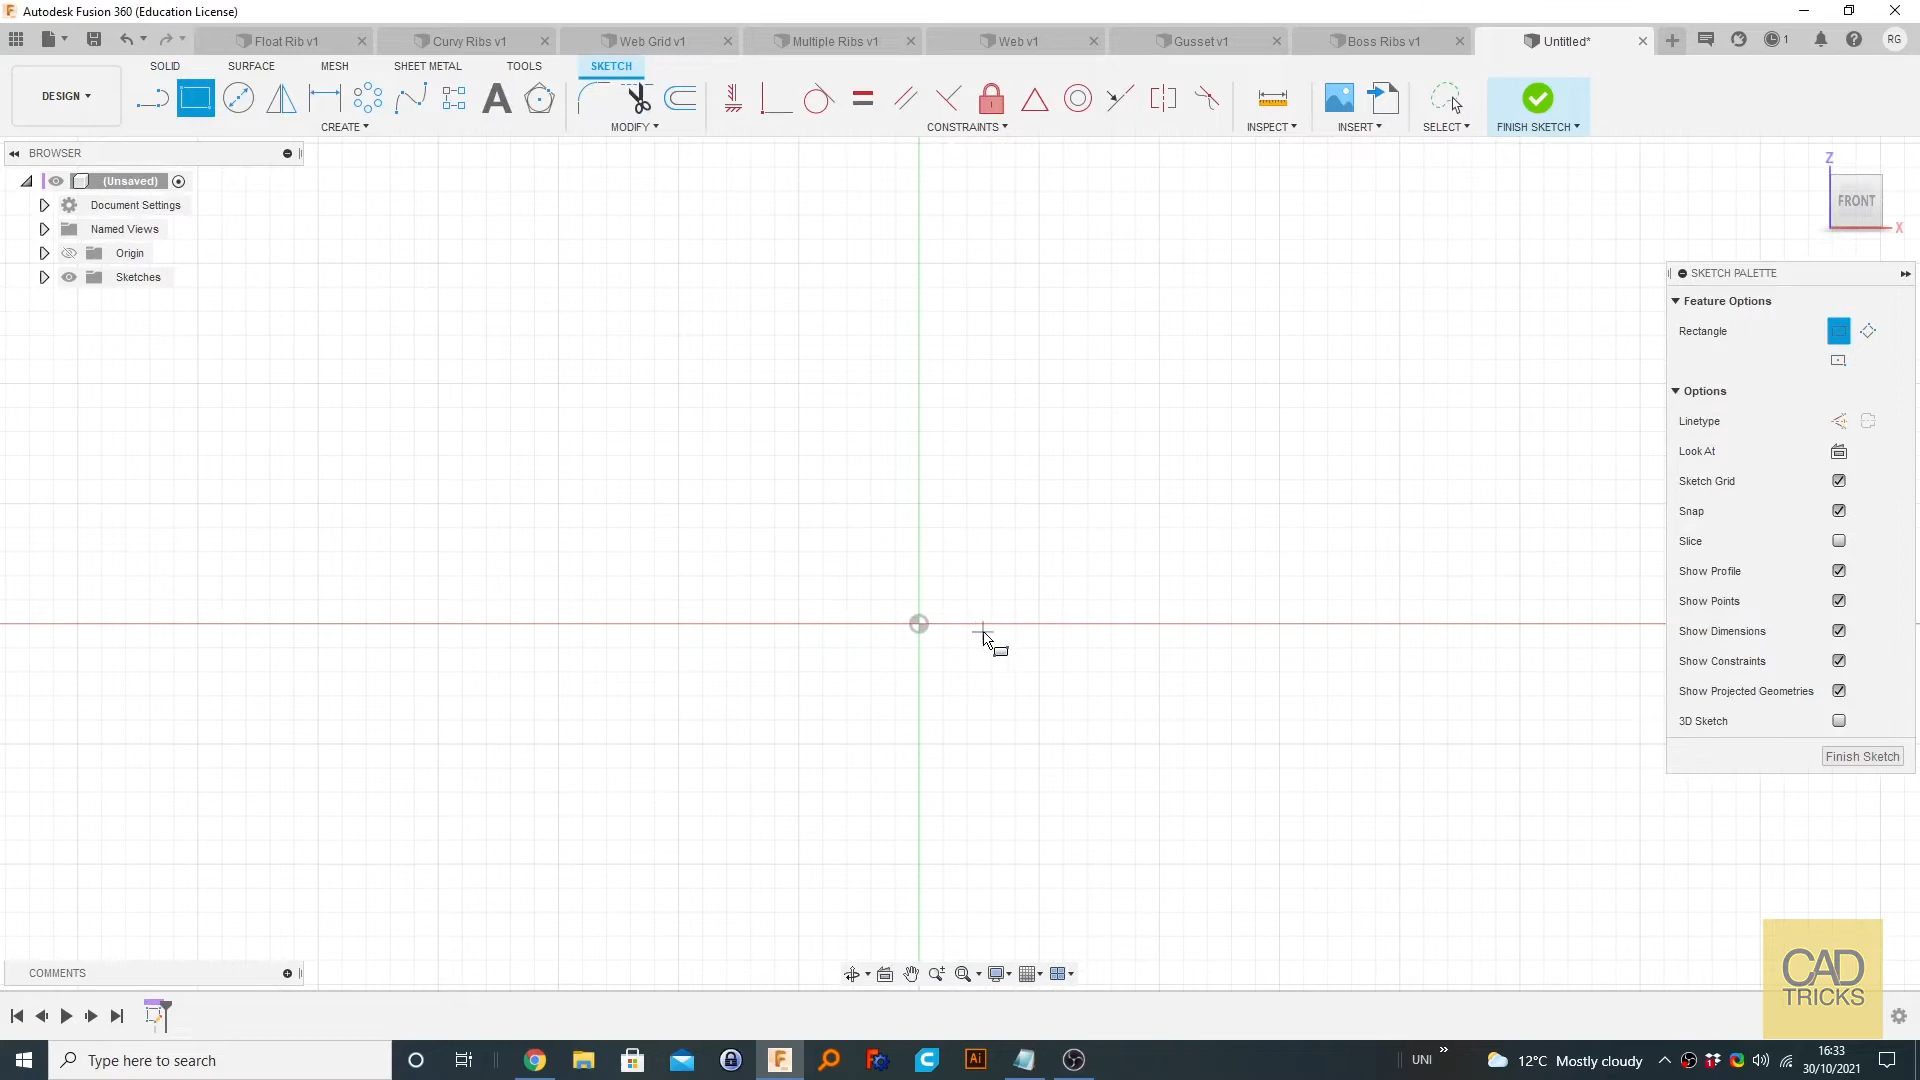 Autodesk Fusion 360 (Education License)
Float Rib v1
Curvy Ribs v1
Web Grid v1
Multiple Ribs v1
Web v1
Gusset v1
Boss Ribs v1
Untitled*
1
RG
DESIGN
SOLID
SURFACE
MESH
SHEET METAL
TOOLS
SKETCH
CREATE
MODIFY
CONSTRAINTS
INSPECT
INSERT
SELECT
FINISH SKETCH
BROWSER
(Unsaved)
Document Settings
Named Views
Origin
Sketches
Z
FRONT
X
SKETCH PALETTE
Feature Options
Rectangle
Options
Linetype
Look At
Sketch Grid
Snap
Slice
Show Profile
Show Points
Show Dimensions
Show Constraints
Show Projected Geometries
3D Sketch
Finish Sketch
COMMENTS
CAD
TRICKS
Type here to search
Ai
UNI
12°C Mostly cloudy
16:33
30/10/2021